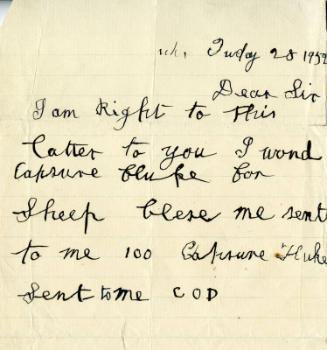 Tuday 28 1952
Dear Sir
I am Right to this
Latter to you I wond
Capsure fluke for
Sheep blese me sent
to me 100 Capsure fluke
Sent to me COD